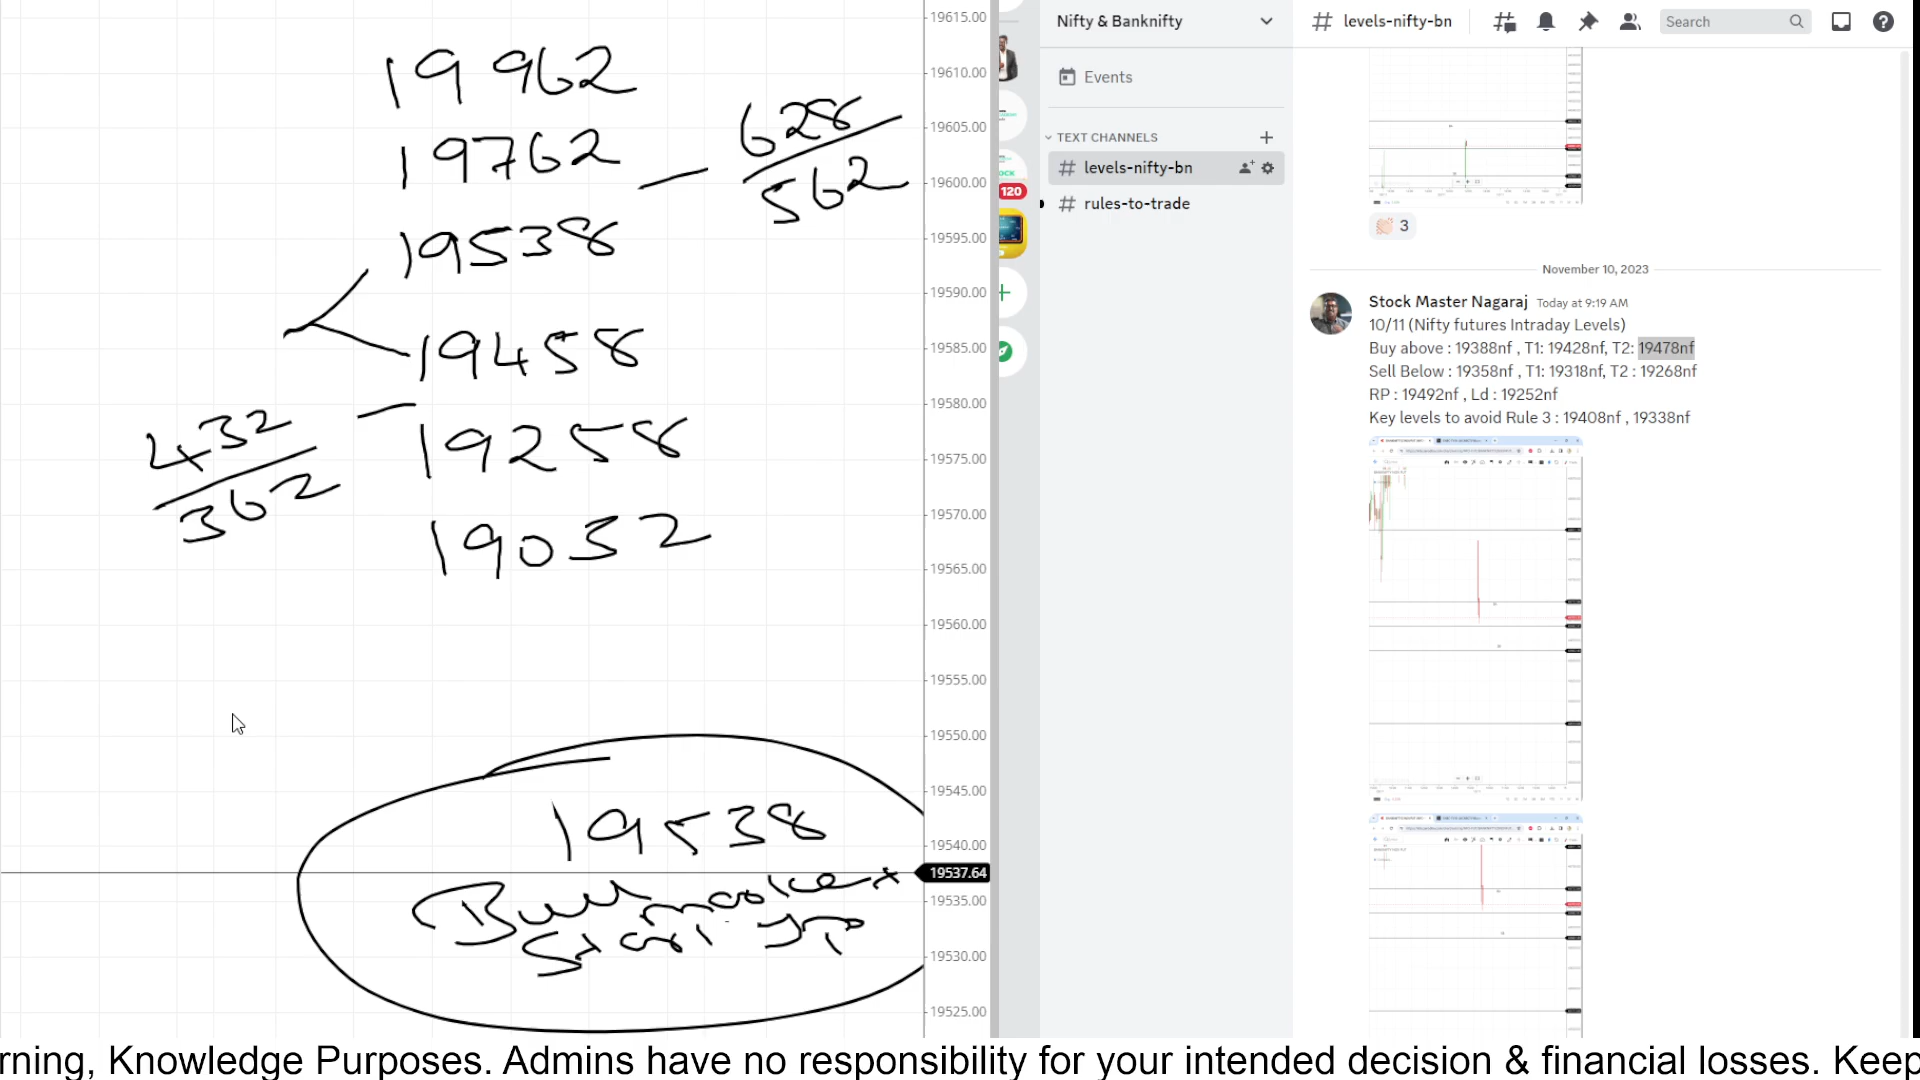 19962
19762
628
562
19538
19458
432
362
19258
19032
19538
Bull market
Start up
19615.00
19610.00
19605.00
19600.00
19595.00
19590.00
19585.00
19580.00
19575.00
19570.00
19565.00
19560.00
19555.00
19550.00
19545.00
19540.00
19537.64
19535.00
19530.00
19525.00
120
Nifty & Banknifty
Events
TEXT CHANNELS
# levels-nifty-bn
# rules-to-trade
# levels-nifty-bn
Search
3
November 10, 2023
Stock Master Nagaraj Today at 9:19 AM
10/11 (Nifty futures Intraday Levels)
Buy above : 19388nf , T1: 19428nf, T2: 19478nf
Sell Below : 19358nf , T1: 19318nf, T2 : 19268nf
RP : 19492nf , Ld : 19252nf
Key levels to avoid Rule 3 : 19408nf , 19338nf
rning, Knowledge Purposes. Admins have no responsibility for your intended decision & financial losses. Keep